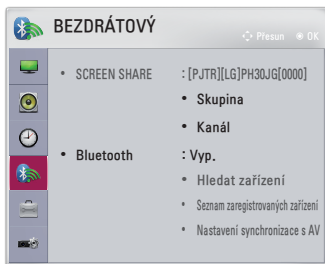 BEZDRÁTOVÝ
Přesun OK
• SCREEN SHARE : [PJTR][LG]PH30JG[0000]
• Skupina
• Kanál
• Bluetooth : Vyp.
• Hledat zařízení
• Seznam zaregistrovaných zařízení
• Nastavení synchronizace s AV